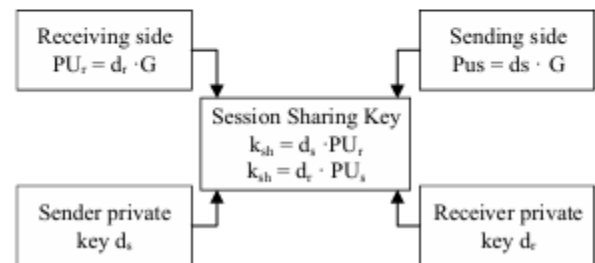 Receiving side
PUᵣ = dᵣ ·G
Sending side
Pus = ds · G
Session Sharing Key
kₛₕ = dₛ ·PUᵣ
kₛₕ = dᵣ · PUₛ
Sender private
key dₛ
Receiver private
key dᵣ